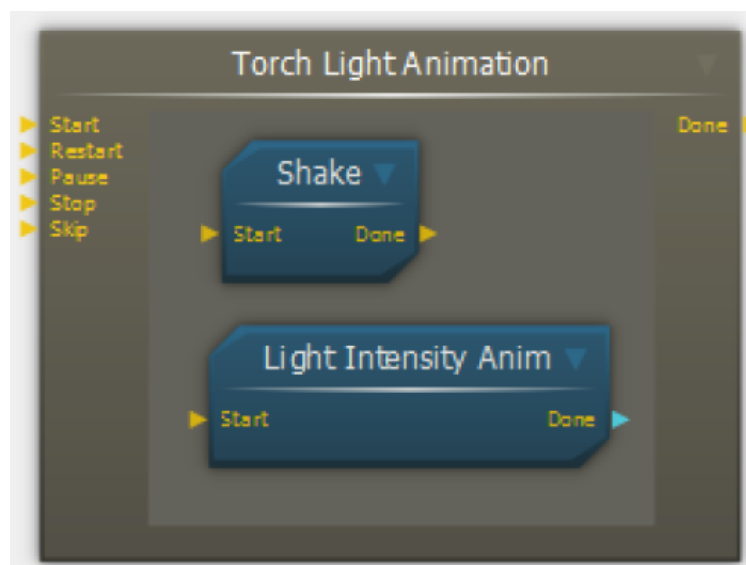 Torch Light Animation
Start
Done
Restart
Pause
Stop
Skip
Shake
Start Done
Light Intensity Anim
Start Done